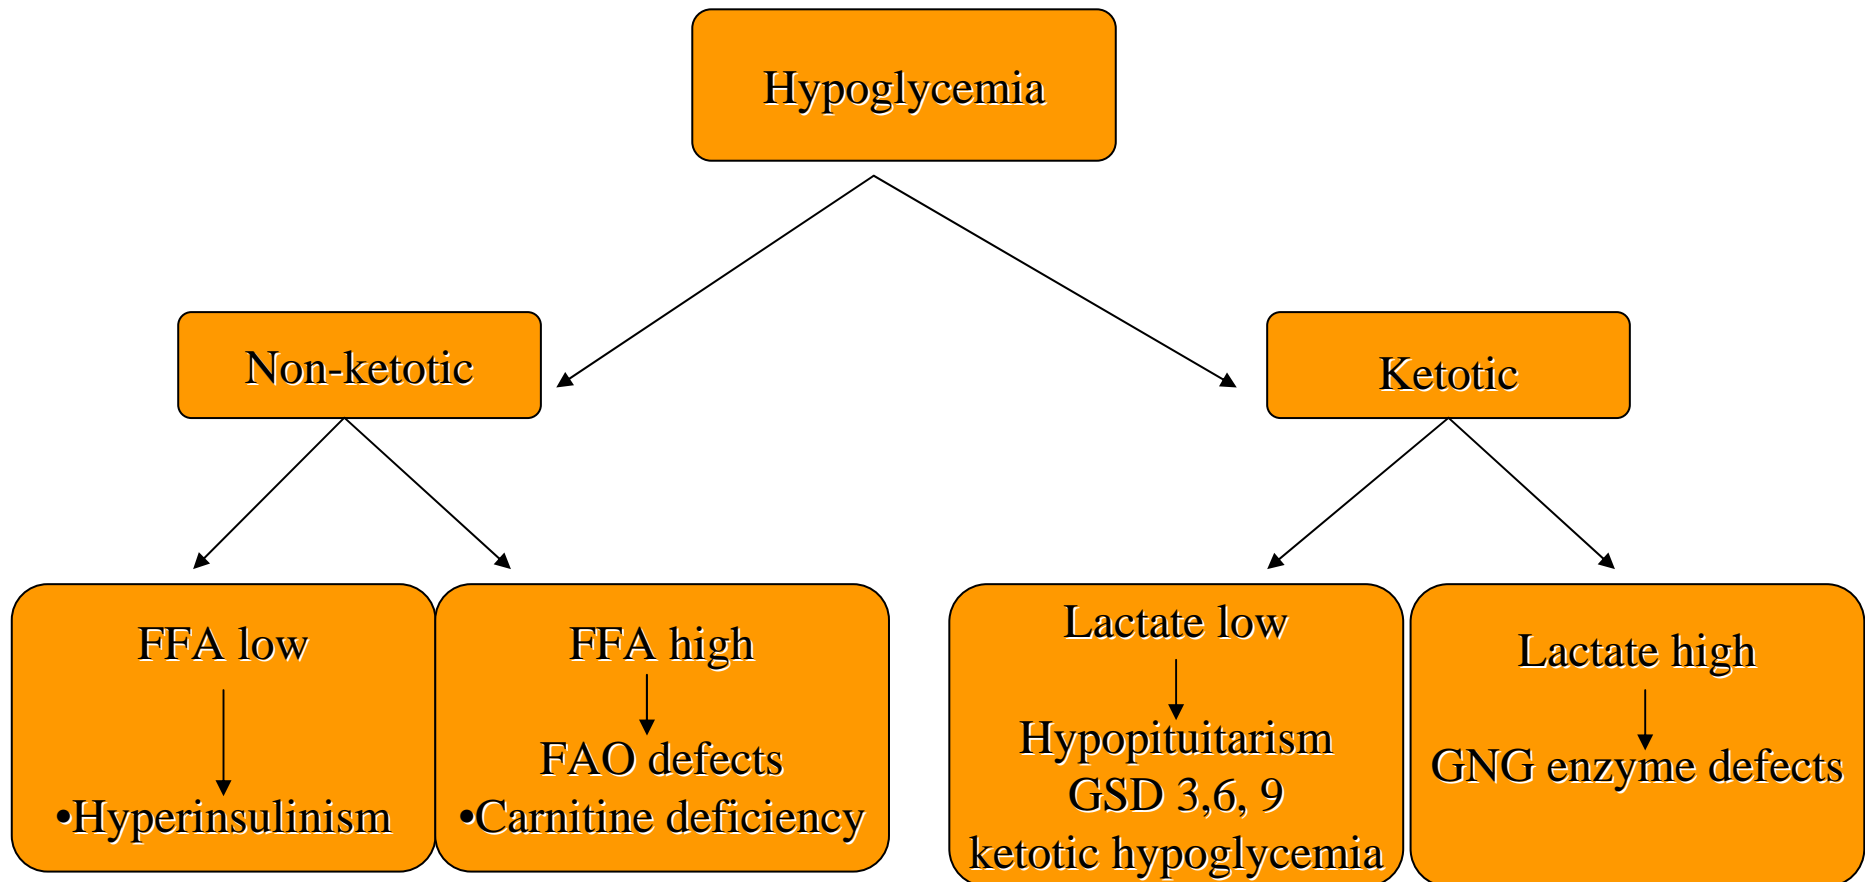 Hypoglycemia
Non-ketotic
Ketotic
FFA low
•Hyperinsulinism
FFA high
FAO defects
•Carnitine deficiency
Lactate low
Hypopituitarism
GSD 3,6, 9
ketotic hypoglycemia
Lactate high
GNG enzyme defects